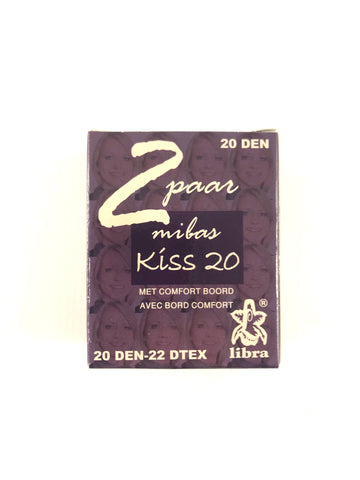 20 DEN
2 paar
mibas
Kiss 20
MET COMFORT BOORD
AVEC BORD COMFORT
®
20 DEN-22 DTEX
libra